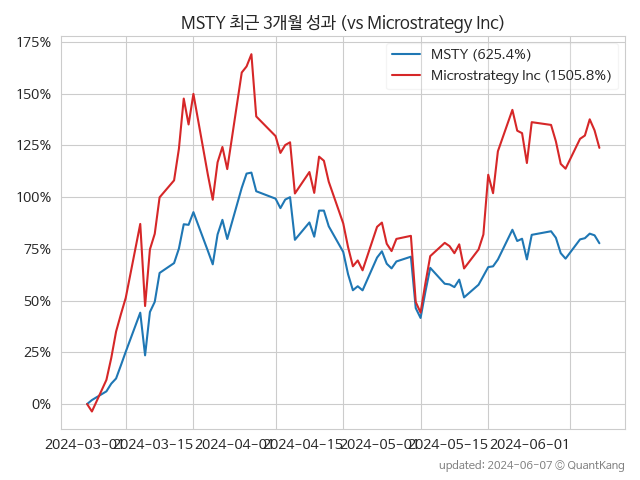 MSTY 최근 3개월 성과 (vs Microstrategy Inc)
175%
MSTY (625.4%)
Microstrategy Inc (1505.8%)
150%
125%
100%
75%
50%
25%
0%
2024-03-01 2024-03-15 2024-04-01 2024-04-15 2024-05-01 2024-05-15 2024-06-01
updated: 2024-06-07 © QuantKang